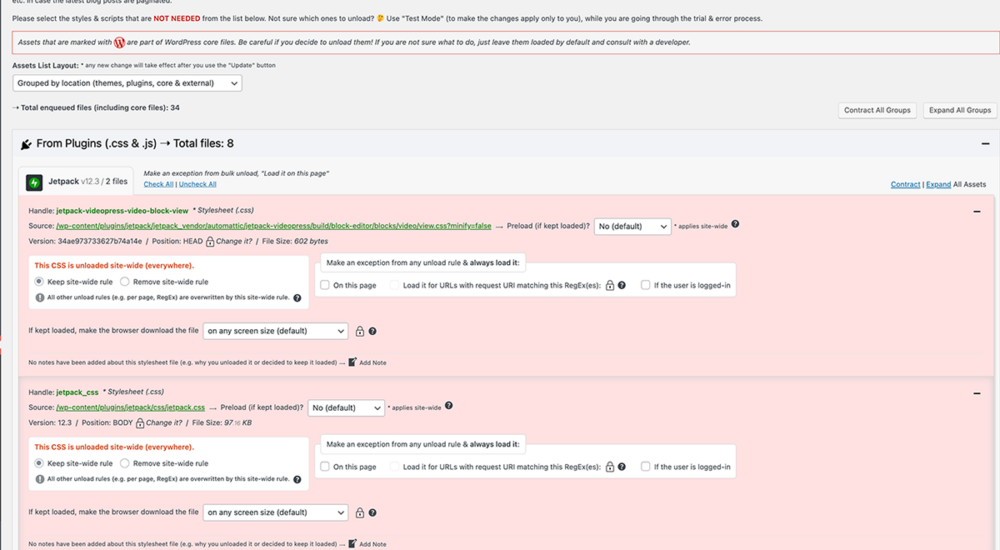 etc. in case the latest blog posts are paginated.
Please select the styles & scripts that are NOT NEEDED from the list below. Not sure which ones to unload? 🤔 Use "Test Mode" (to make the changes apply only to you), while you are going through the trial & error process.
Assets that are marked with are part of WordPress core files. Be careful if you decide to unload them! If you are not sure what to do, just leave them loaded by default and consult with a developer.
Assets List Layout: * any new change will take effect after you use the "Update" button
Grouped by location (themes, plugins, core & external)
→ Total enqueued files (including core files): 34
Contract All Groups Expand All Groups
From Plugins (.css & .js) → Total files: 8
Jetpack v12.3 / 2 files
Make an exception from bulk unload, "Load it on this page"
Check All | Uncheck All
Contract | Expand All Assets
Handle: jetpack-videopress-video-block-view * Stylesheet (.css)
Source: /wp-content/plugins/jetpack/jetpack_vendor/automattic/jetpack-videopress/build/block-editor/blocks/video/view.css?minify=false → Preload (if kept loaded)? No (default) * applies site-wide
Version: 34ae973733627b74a14e / Position: HEAD Change it? / File Size: 602 bytes
This CSS is unloaded site-wide (everywhere).
Keep site-wide rule Remove site-wide rule
All other unload rules (e.g. per page, RegEx) are overwritten by this site-wide rule.
Make an exception from any unload rule & always load it:
On this page Load it for URLs with request URI matching this RegEx(es): If the user is logged-in
If kept loaded, make the browser download the file on any screen size (default)
No notes have been added about this stylesheet file (e.g. why you unloaded it or decided to keep it loaded) → Add Note
Handle: jetpack_css * Stylesheet (.css)
Source: /wp-content/plugins/jetpack/css/jetpack.css → Preload (if kept loaded)? No (default) * applies site-wide
Version: 12.3 / Position: BODY Change it? / File Size: 97 KB
This CSS is unloaded site-wide (everywhere).
Keep site-wide rule Remove site-wide rule
All other unload rules (e.g. per page, RegEx) are overwritten by this site-wide rule.
Make an exception from any unload rule & always load it:
On this page Load it for URLs with request URI matching this RegEx(es): If the user is logged-in
If kept loaded, make the browser download the file on any screen size (default)
No notes have been added about this stylesheet file (e.g. why you unloaded it or decided to keep it loaded) → Add Note